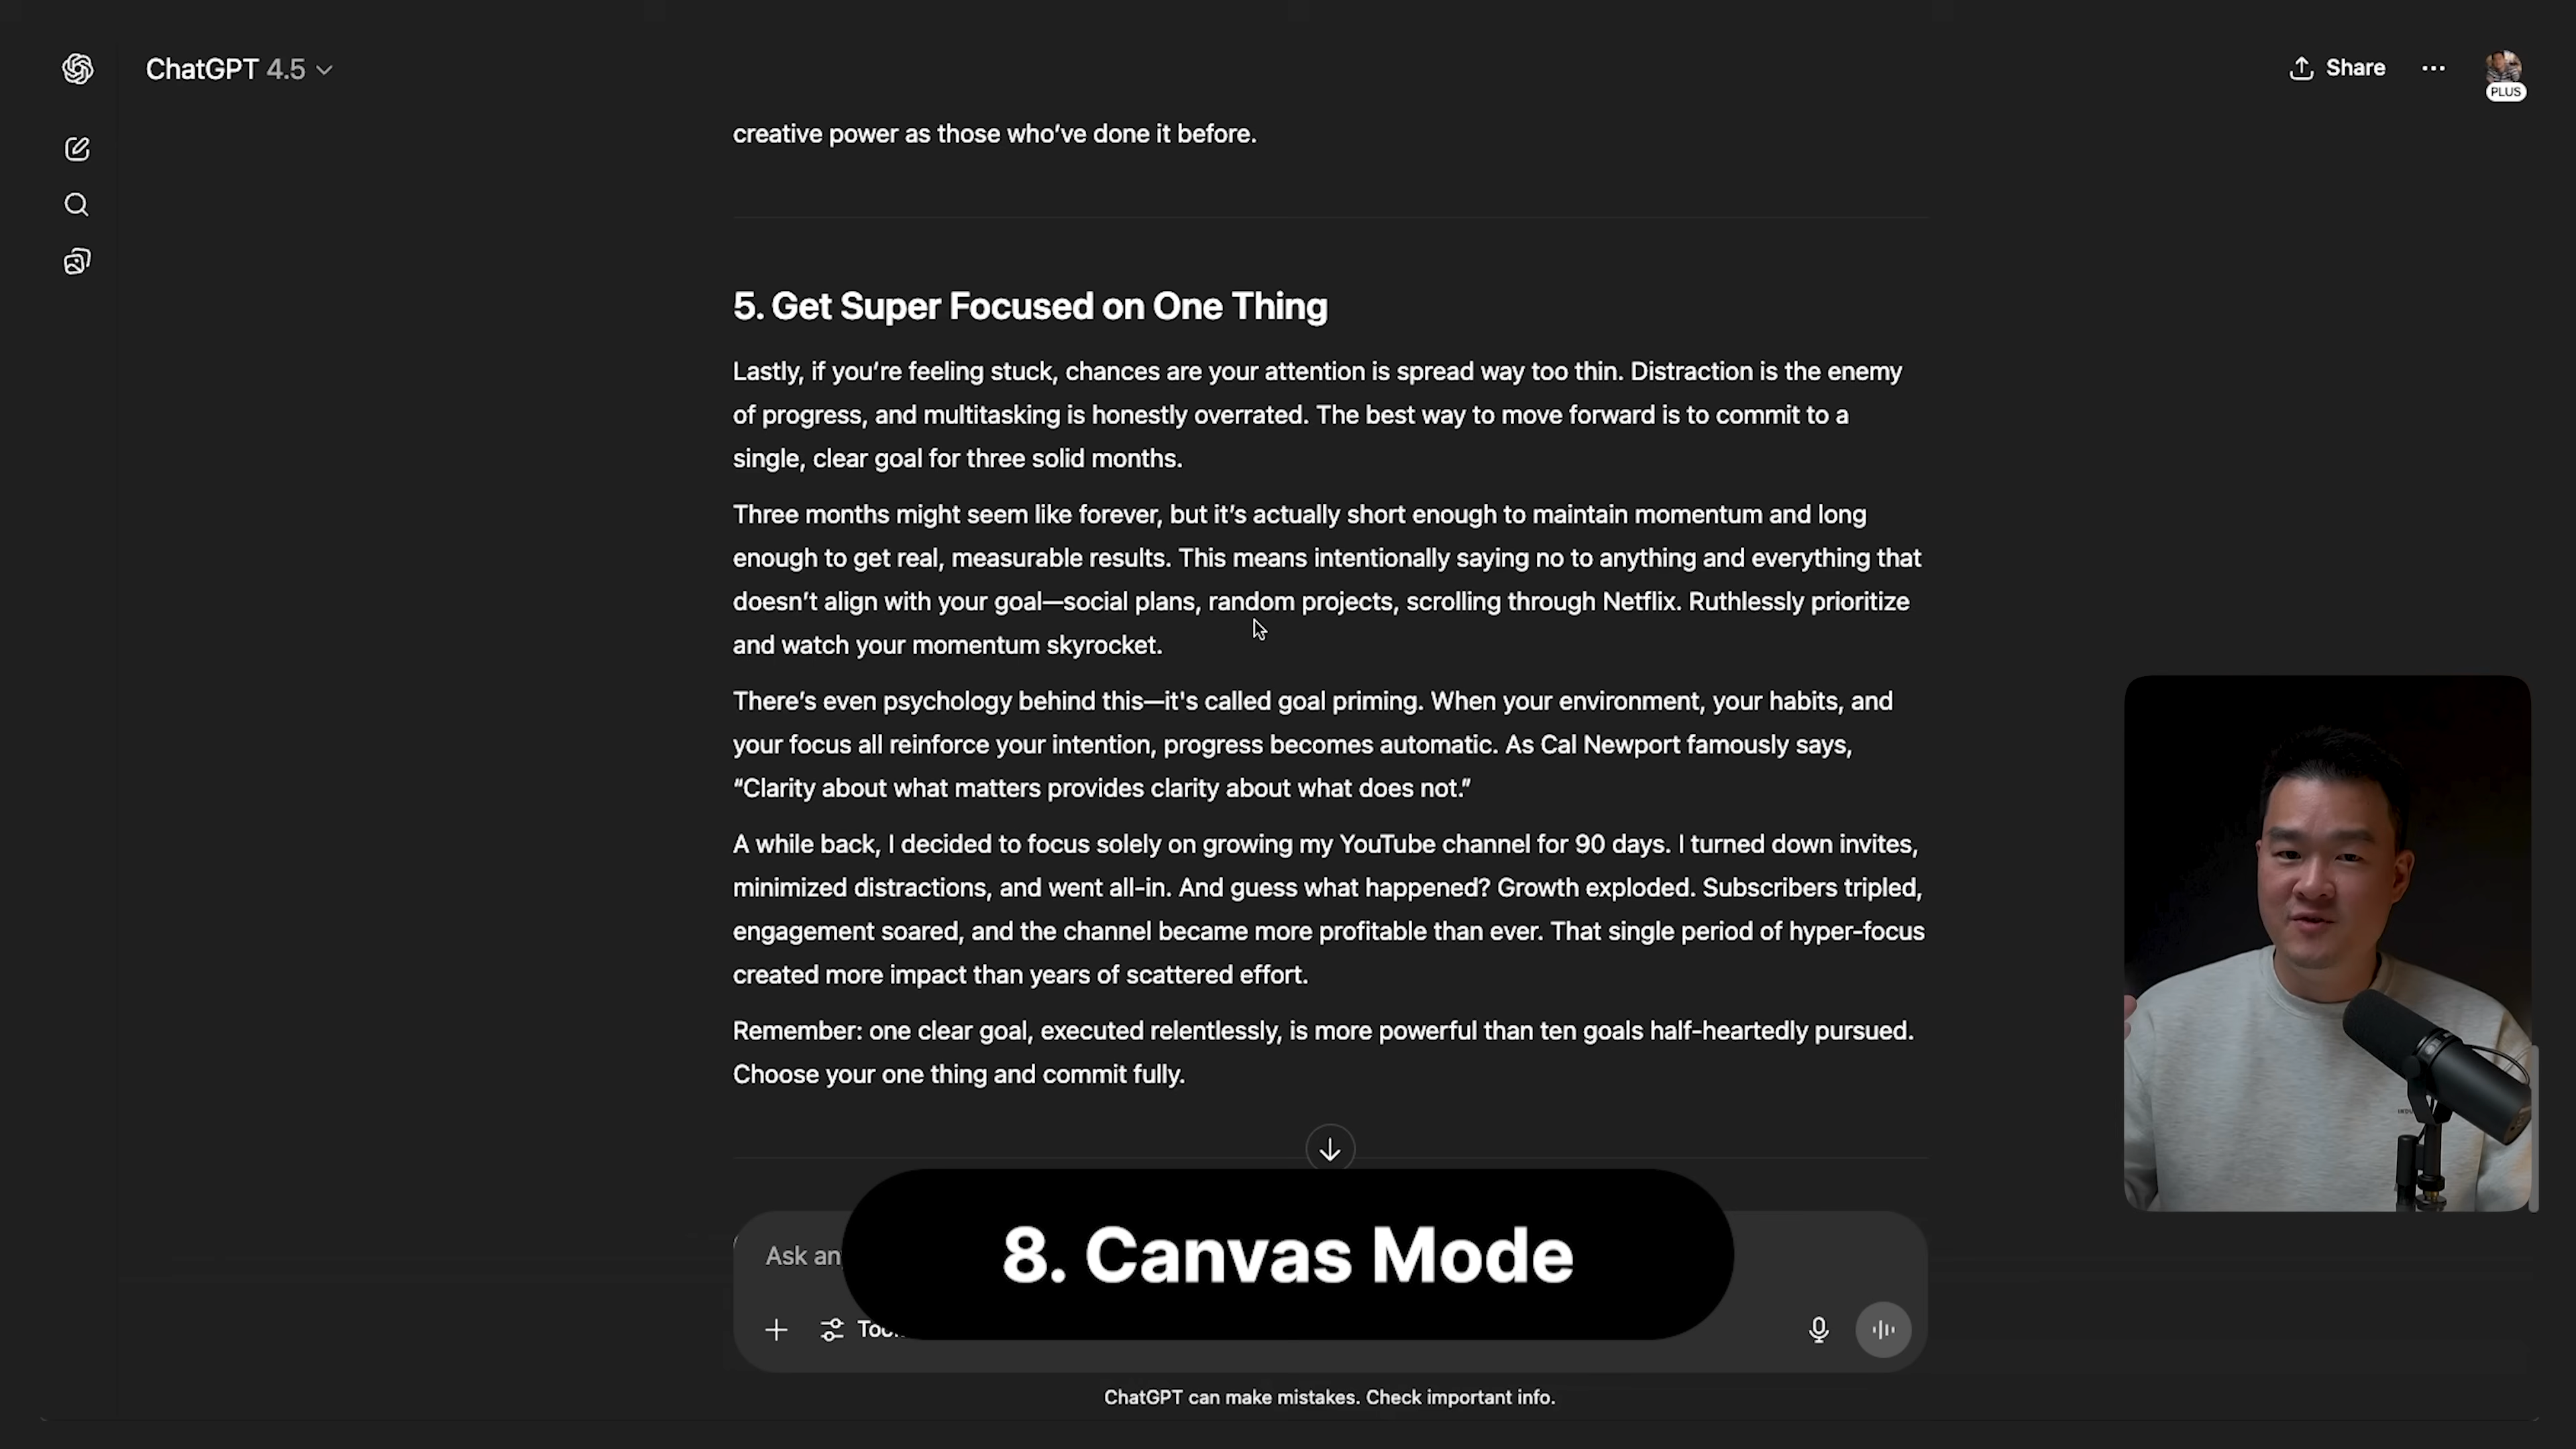 ChatGPT 4.5
Share
PLUS
creative power as those who’ve done it before.
5. Get Super Focused on One Thing
Lastly, if you’re feeling stuck, chances are your attention is spread way too thin. Distraction is the enemy
of progress, and multitasking is honestly overrated. The best way to move forward is to commit to a
single, clear goal for three solid months.
Three months might seem like forever, but it’s actually short enough to maintain momentum and long
enough to get real, measurable results. This means intentionally saying no to anything and everything that
doesn’t align with your goal—social plans, random projects, scrolling through Netflix. Ruthlessly prioritize
and watch your momentum skyrocket.
There’s even psychology behind this—it's called goal priming. When your environment, your habits, and
your focus all reinforce your intention, progress becomes automatic. As Cal Newport famously says,
“Clarity about what matters provides clarity about what does not.”
A while back, I decided to focus solely on growing my YouTube channel for 90 days. I turned down invites,
minimized distractions, and went all-in. And guess what happened? Growth exploded. Subscribers tripled,
engagement soared, and the channel became more profitable than ever. That single period of hyper-focus
created more impact than years of scattered effort.
Remember: one clear goal, executed relentlessly, is more powerful than ten goals half-heartedly pursued.
Choose your one thing and commit fully.
Ask
8. Canvas Mode
ChatGPT can make mistakes. Check important info.